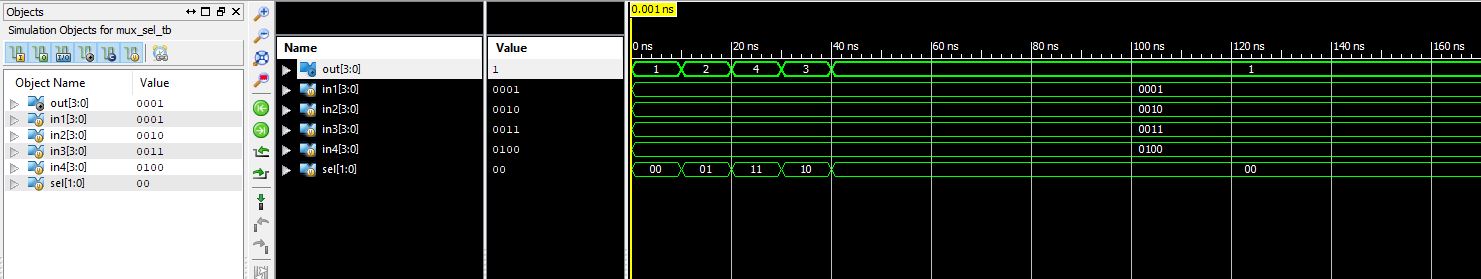 Objects
Simulation Objects for mux_sel_tb
Object Name Value
out[3:0] 0001
in1[3:0] 0001
in2[3:0] 0010
in3[3:0] 0011
in4[3:0] 0100
sel[1:0] 00
0.001 ns
Name Value
0 ns 20 ns 40 ns 60 ns 80 ns 100 ns 120 ns 140 ns 160 ns
out[3:0] 1 1 2 4 3 1
in1[3:0] 0001 0001
in2[3:0] 0010 0010
in3[3:0] 0011 0011
in4[3:0] 0100 0100
sel[1:0] 00 00 01 11 10 00